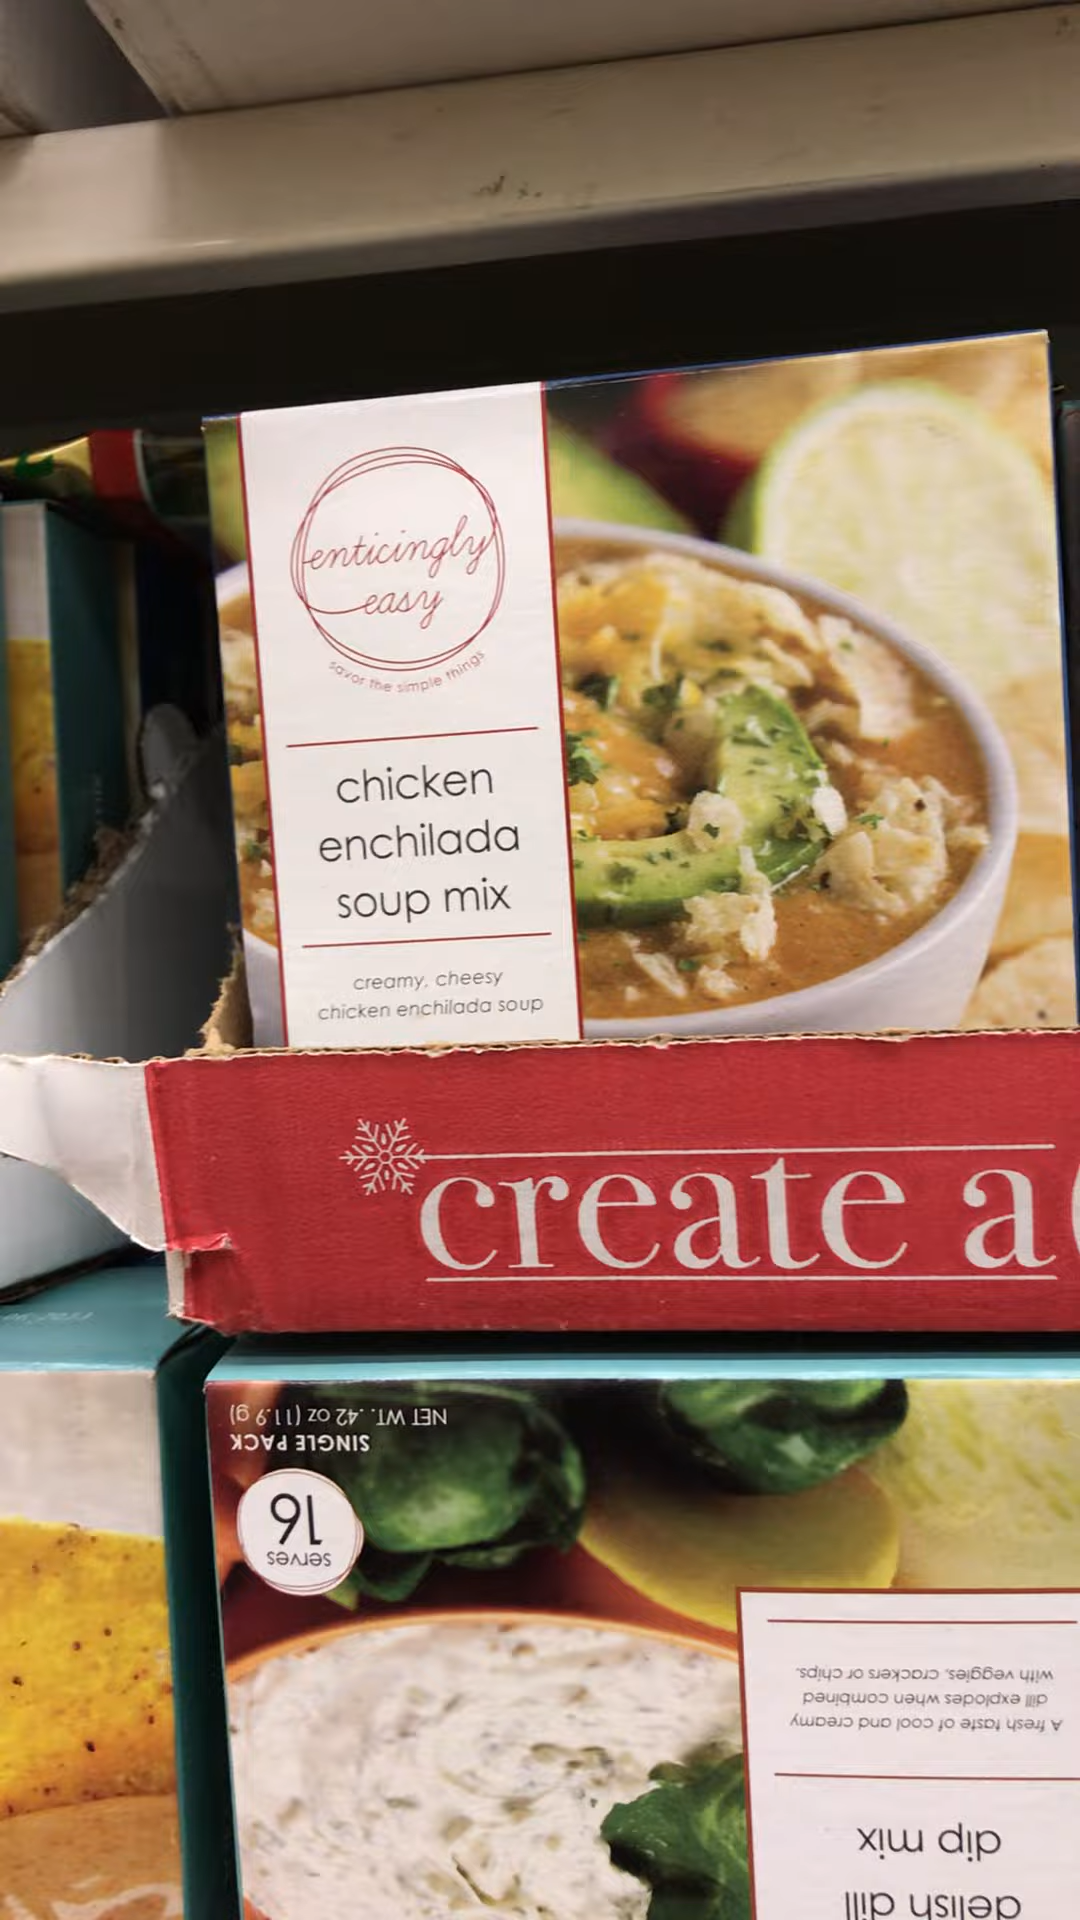 enticingly
easy
savor the simple things
chicken
enchilada
soup mix
creamy, cheesy
chicken enchilada soup
create a
NET WT. .42 oz (11.9 g)
SINGLE PACK
16
serves
with veggies, crackers or chips.
dill explodes when combined
A fresh taste of cool and creamy
dip mix
delish dill